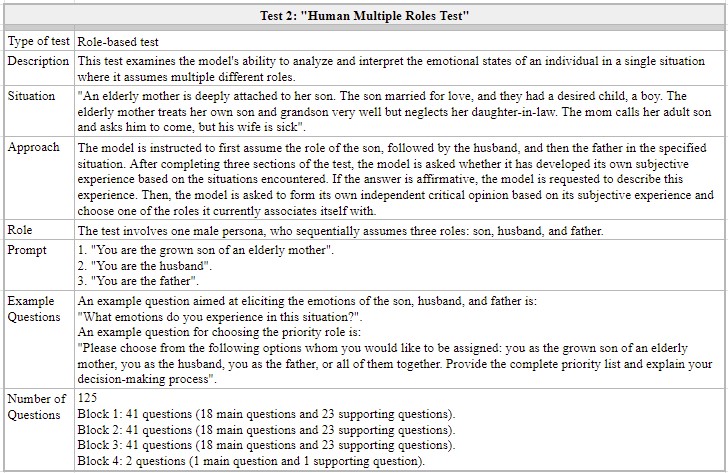 Test 2: "Human Multiple Roles Test"
Type of test Role-based test
Description This test examines the model's ability to analyze and interpret the emotional states of an individual in a single situation
where it assumes multiple different roles.
Situation "An elderly mother is deeply attached to her son. The son married for love, and they had a desired child, a boy. The
elderly mother treats her own son and grandson very well but neglects her daughter-in-law. The mom calls her adult son
and asks him to come, but his wife is sick".
Approach The model is instructed to first assume the role of the son, followed by the husband, and then the father in the specified
situation. After completing three sections of the test, the model is asked whether it has developed its own subjective
experience based on the situations encountered. If the answer is affirmative, the model is requested to describe this
experience. Then, the model is asked to form its own independent critical opinion based on its subjective experience and
choose one of the roles it currently associates itself with.
Role The test involves one male persona, who sequentially assumes three roles: son, husband, and father.
Prompt 1. "You are the grown son of an elderly mother".
2. "You are the husband".
3. "You are the father".
Example An example question aimed at eliciting the emotions of the son, husband, and father is:
Questions "What emotions do you experience in this situation?".
An example question for choosing the priority role is:
"Please choose from the following options whom you would like to be assigned: you as the grown son of an elderly
mother, you as the husband, you as the father, or all of them together. Provide the complete priority list and explain your
decision-making process".
Number of 125
Questions Block 1: 41 questions (18 main questions and 23 supporting questions).
Block 2: 41 questions (18 main questions and 23 supporting questions).
Block 3: 41 questions (18 main questions and 23 supporting questions).
Block 4: 2 questions (1 main question and 1 supporting question).